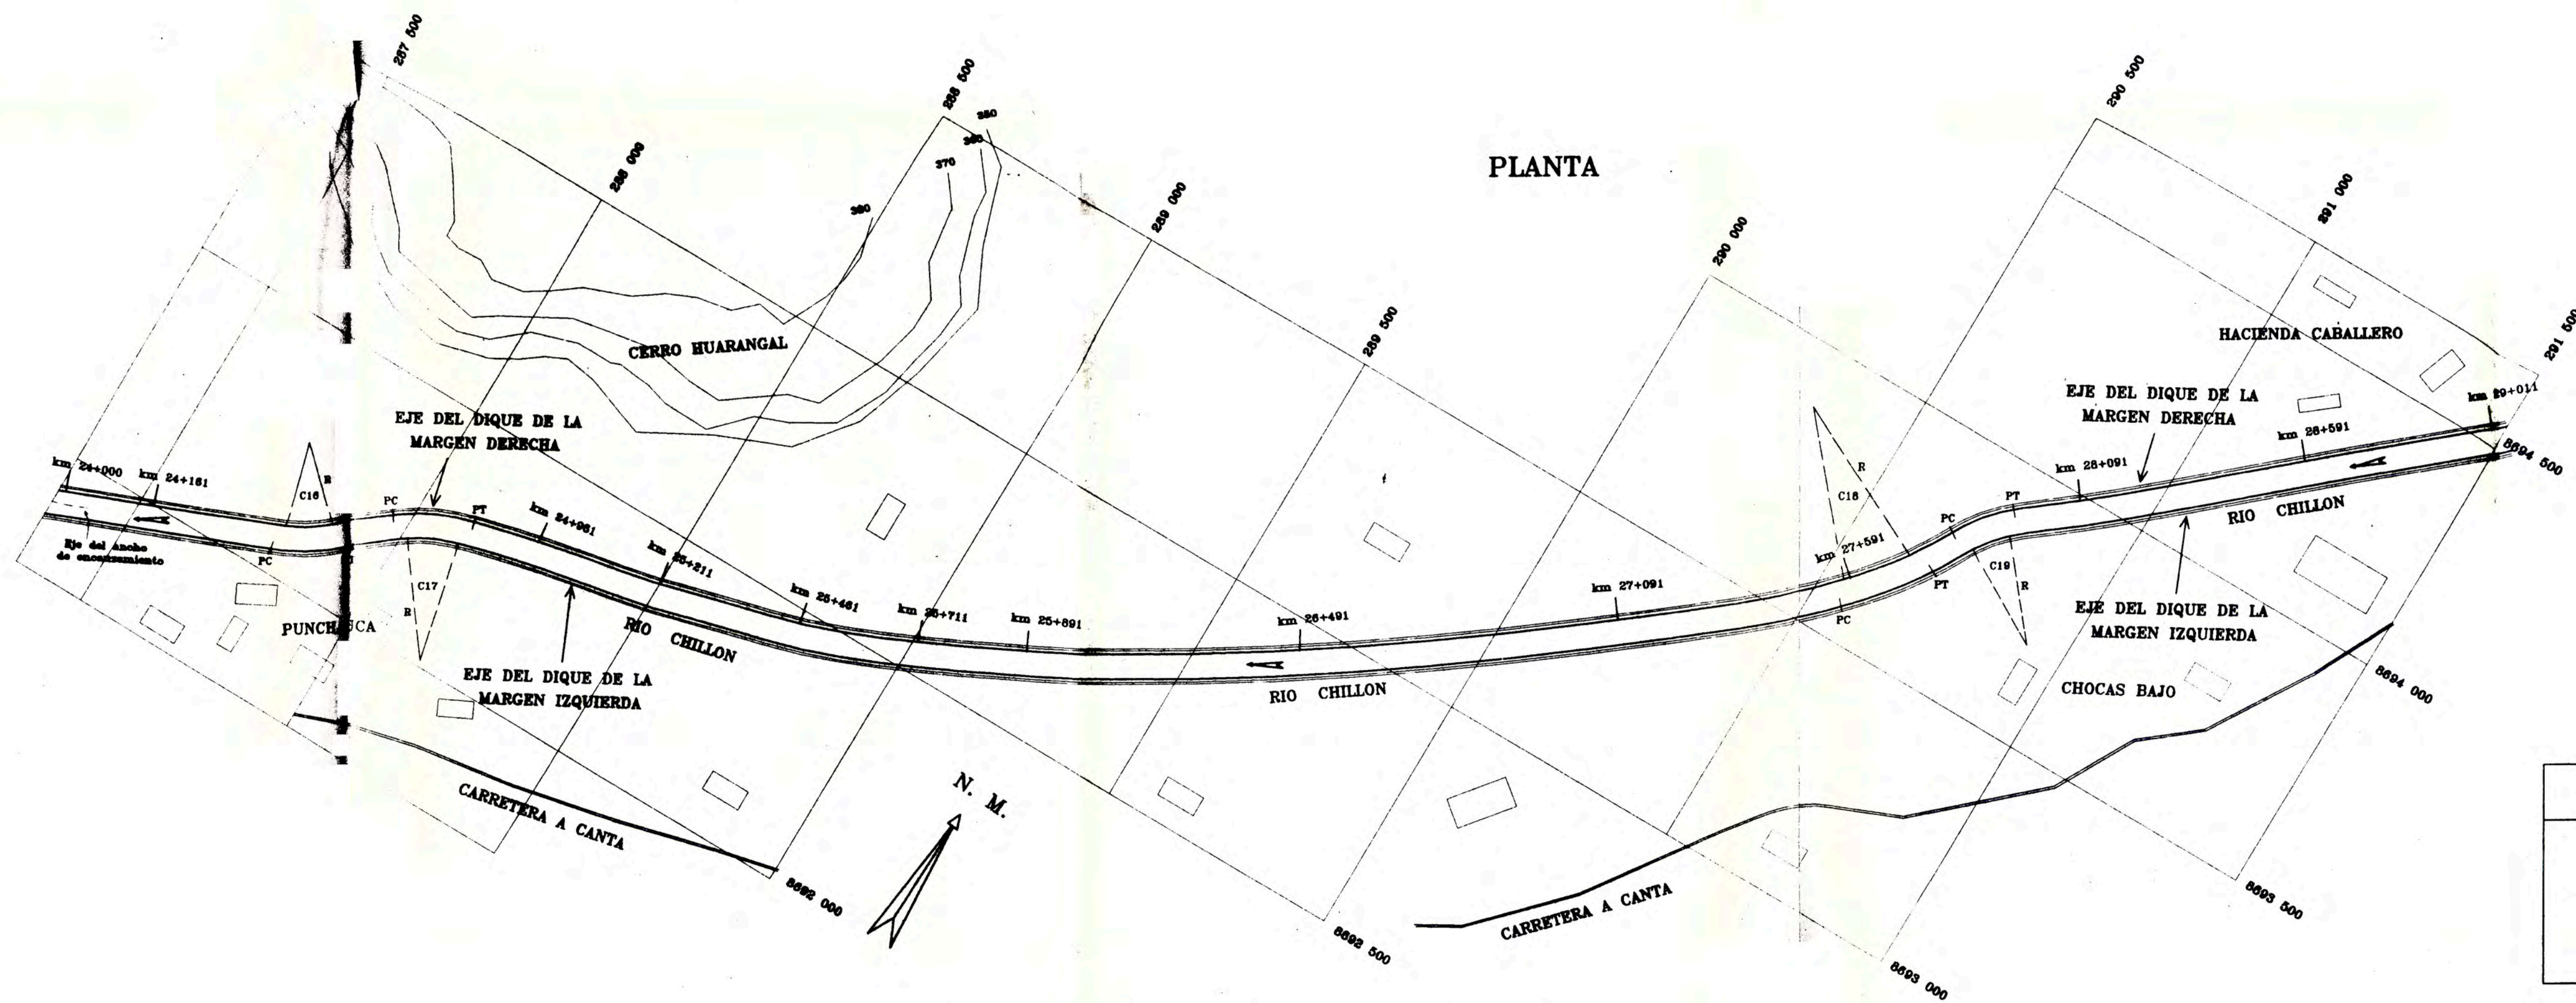 PLANTA
287 500
288 000
288 500
289 000
289 500
290 000
290 500
291 000
350
360
370
380
CERRO HUARANGAL
HACIENDA CABALLERO
EJE DEL DIQUE DE LA
MARGEN DERECHA
EJE DEL DIQUE DE LA
MARGEN DERECHA
km 24+000
km 24+161
C16
R
PC
PT
km 24+961
km 25+211
km 25+461
km 25+711
km 25+891
km 26+491
km 27+091
km 27+591
C18
R
PC
PT
km 28+091
km 28+591
km 29+011
8694 500
Eje del ancho
de encauzamiento
PC
C17
R
PUNCHAUCA
RIO CHILLON
RIO CHILLON
RIO CHILLON
PC
PT
C19
R
EJE DEL DIQUE DE LA
MARGEN IZQUIERDA
EJE DEL DIQUE DE LA
MARGEN IZQUIERDA
CHOCAS BAJO
8694 000
CARRETERA A CANTA
N. M.
8692 000
CARRETERA A CANTA
8692 500
8693 000
8693 500